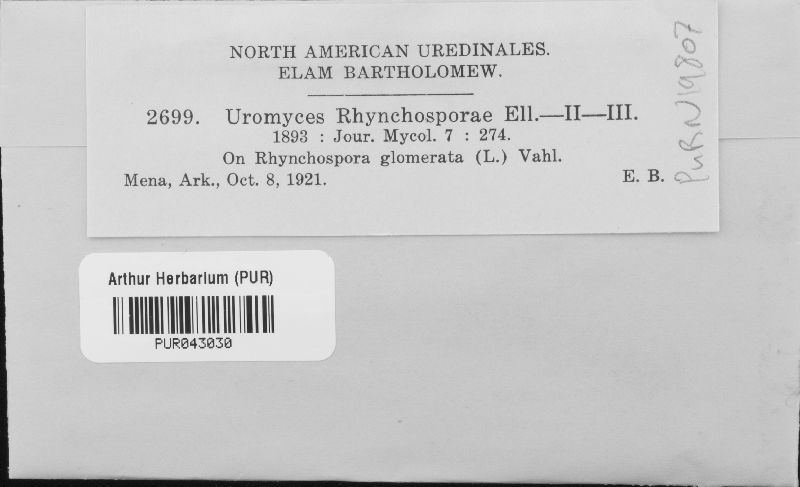 NORTH AMERICAN UREDINALES.
ELAM BARTHOLOMEW.
2699. Uromyces Rhynchosporae Ell.—II—III.
1893 : Jour. Mycol. 7 : 274.
On Rhynchospora glomerata (L.) Vahl.
Mena, Ark., Oct. 8, 1921. E. B.
PUR N19807
Arthur Herbarium (PUR)
PUR043030